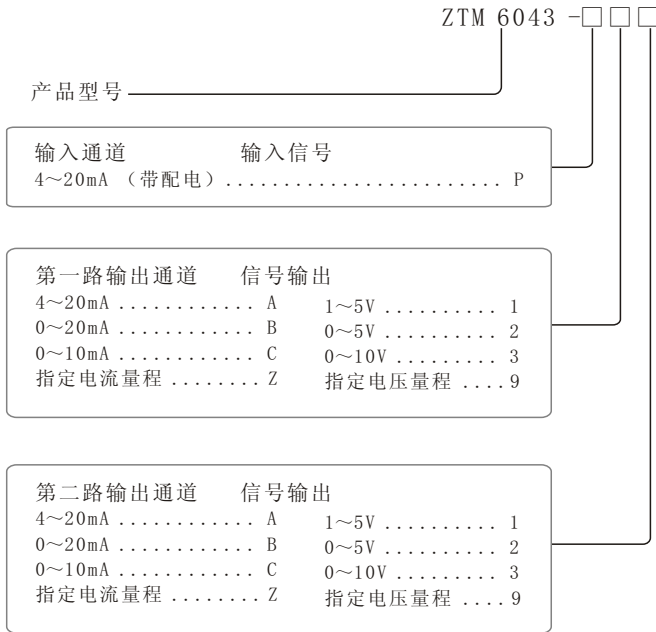 ZTM 6043 -□□□
产品型号
输入通道 输入信号
4～20mA （带配电）........................ P
第一路输出通道 信号输出
4～20mA ............ A 1～5V .......... 1
0～20mA ............ B 0～5V .......... 2
0～10mA ............ C 0～10V ......... 3
指定电流量程 ........ Z 指定电压量程 .... 9
第二路输出通道 信号输出
4～20mA ............ A 1～5V .......... 1
0～20mA ............ B 0～5V .......... 2
0～10mA ............ C 0～10V ......... 3
指定电流量程 ........ Z 指定电压量程 .... 9